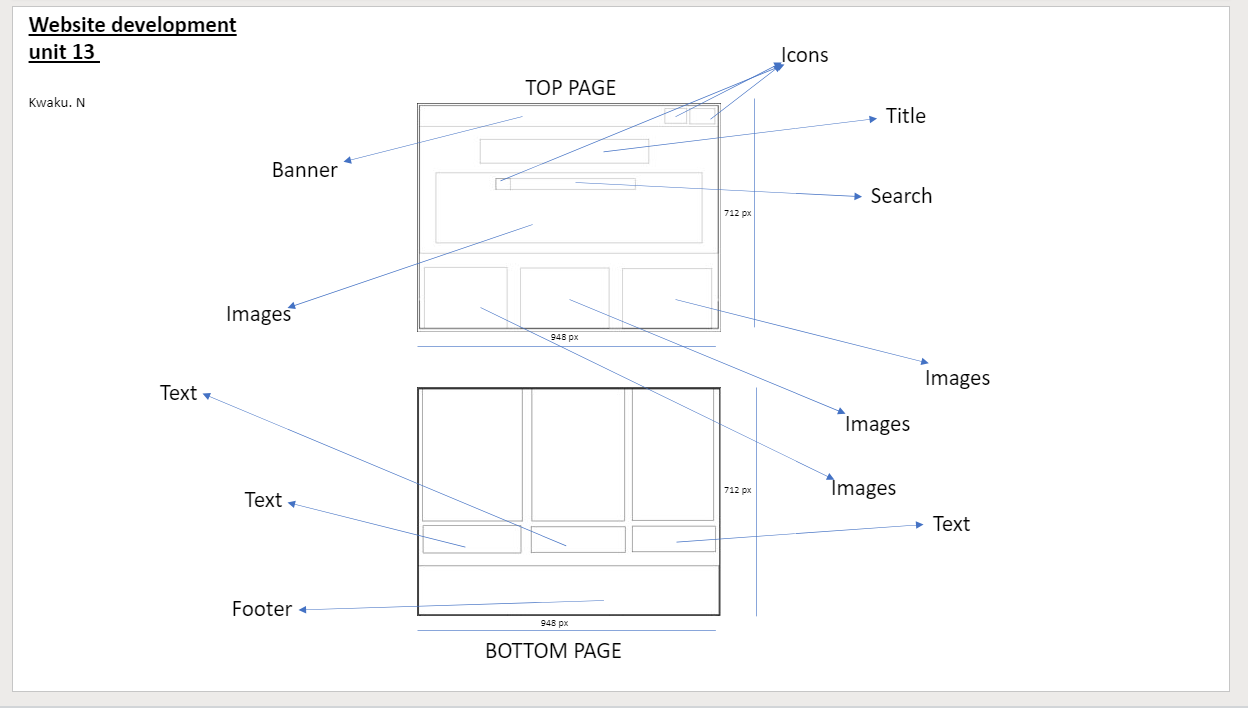 Website development
unit 13
Kwaku. N
Icons
TOP PAGE
Title
Banner
Search
712 px
Images
948 px
Images
Text
Images
Images
712 px
Text
Text
Footer
948 px
BOTTOM PAGE